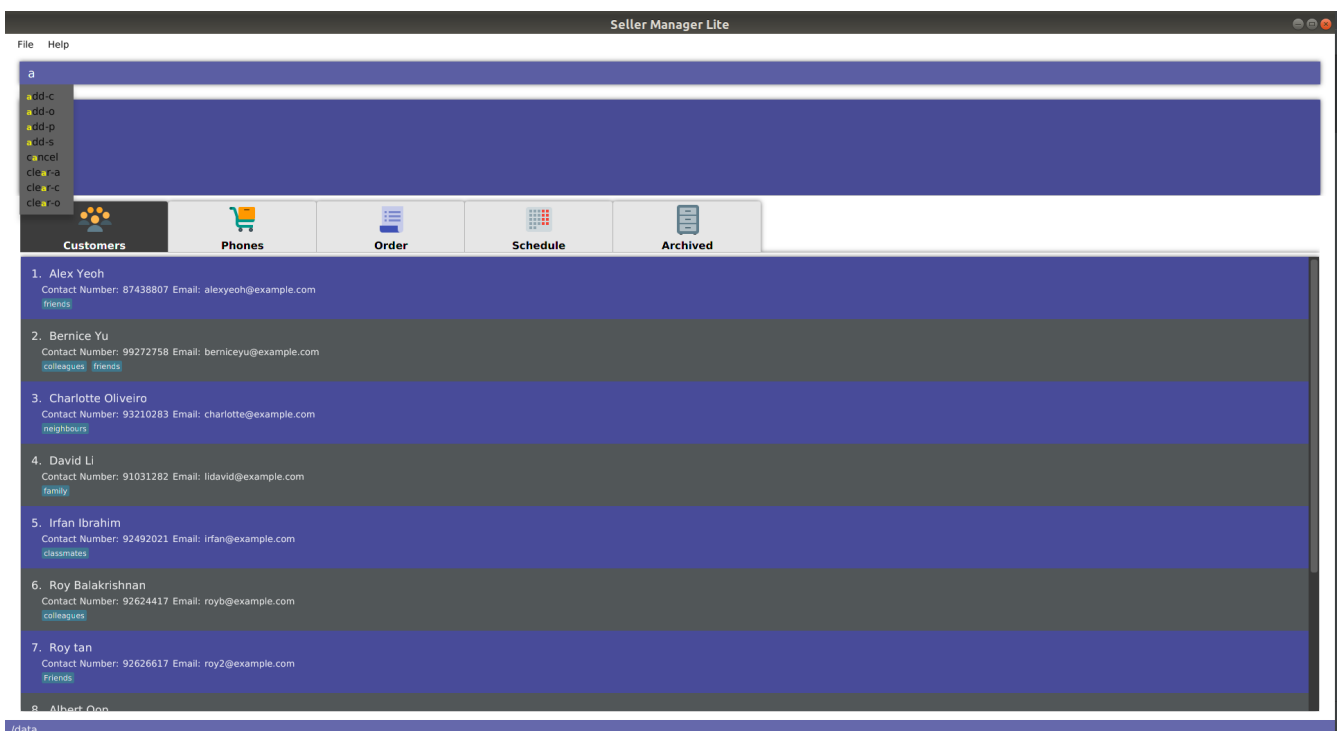 Seller Manager Lite
File Help
a
add-c
add-o
add-p
add-s
cancel
clear-a
clear-c
clear-o
Customers Phones Order Schedule Archived
1. Alex Yeoh
Contact Number: 87438807 Email: alexyeoh@example.com
friends
2. Bernice Yu
Contact Number: 99272758 Email: berniceyu@example.com
colleagues friends
3. Charlotte Oliveiro
Contact Number: 93210283 Email: charlotte@example.com
neighbours
4. David Li
Contact Number: 91031282 Email: lidavid@example.com
family
5. Irfan Ibrahim
Contact Number: 92492021 Email: irfan@example.com
classmates
6. Roy Balakrishnan
Contact Number: 92624417 Email: royb@example.com
colleagues
7. Roy tan
Contact Number: 92626617 Email: roy2@example.com
Friends
8. Albert Oon
/data